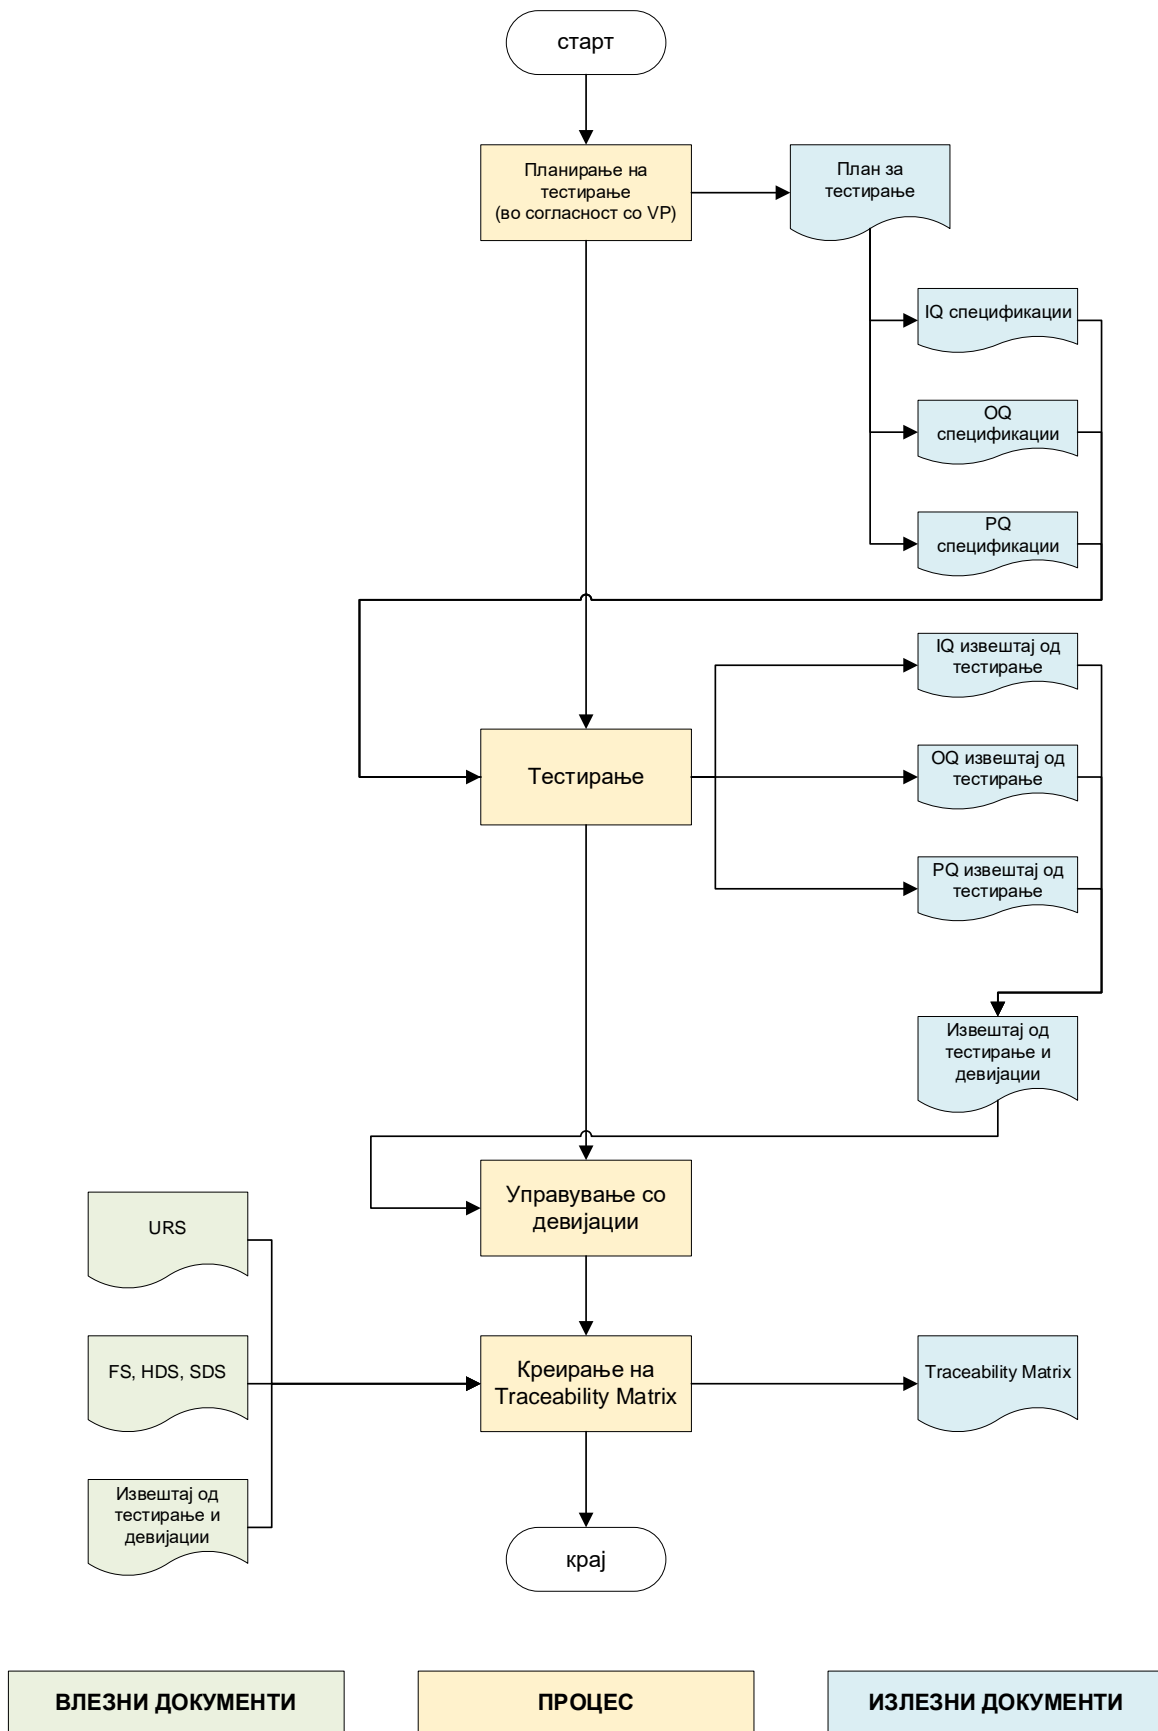 старт
Планирање на
тестирање
(во согласност со VP)
План за
тестирање
IQ спецификации
OQ
спецификации
PQ
спецификации
IQ извештај од
тестирање
Тестирање
OQ извештај од
тестирање
PQ извештај од
тестирање
Извештај од
тестирање и
девијации
Управување со
девијации
URS
FS, HDS, SDS
Креирање на
Traceability Matrix
Traceability Matrix
Извештај од
тестирање и
девијации
крај
ВЛЕЗНИ ДОКУМЕНТИ
ПРОЦЕС
ИЗЛЕЗНИ ДОКУМЕНТИ